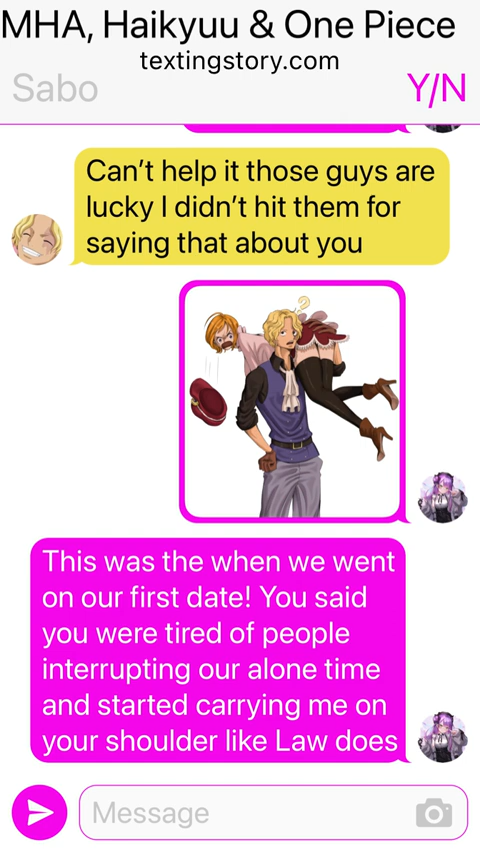 MHA, Haikyuu & One Piece
textingstory.com
Sabo
Y/N
Can’t help it those guys are
lucky I didn’t hit them for
saying that about you
This was the when we went
on our first date! You said
you were tired of people
interrupting our alone time
and started carrying me on
your shoulder like Law does
Message